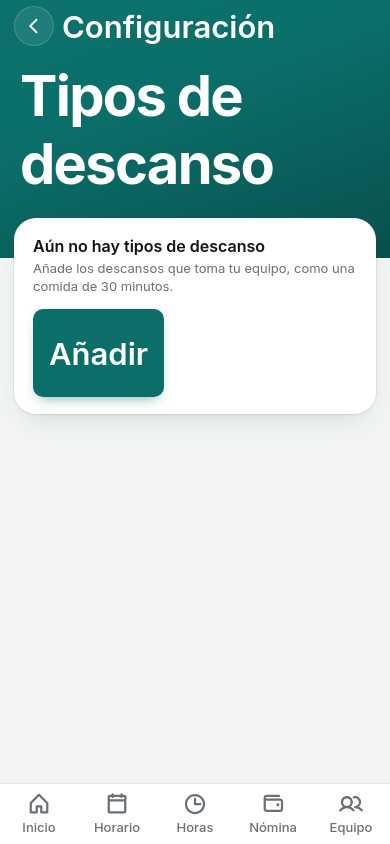 Configuración
Tipos de
descanso
Aún no hay tipos de descanso
Añade los descansos que toma tu equipo, como una
comida de 30 minutos.
Añadir
Inicio
Horario
Horas
Nómina
Equipo